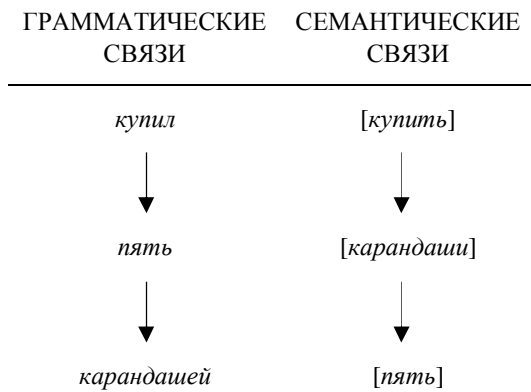 ГРАММАТИЧЕСКИЕ СЕМАНТИЧЕСКИЕ
СВЯЗИ СВЯЗИ
купил [купить]
пять [карандаши]
карандашей [пять]